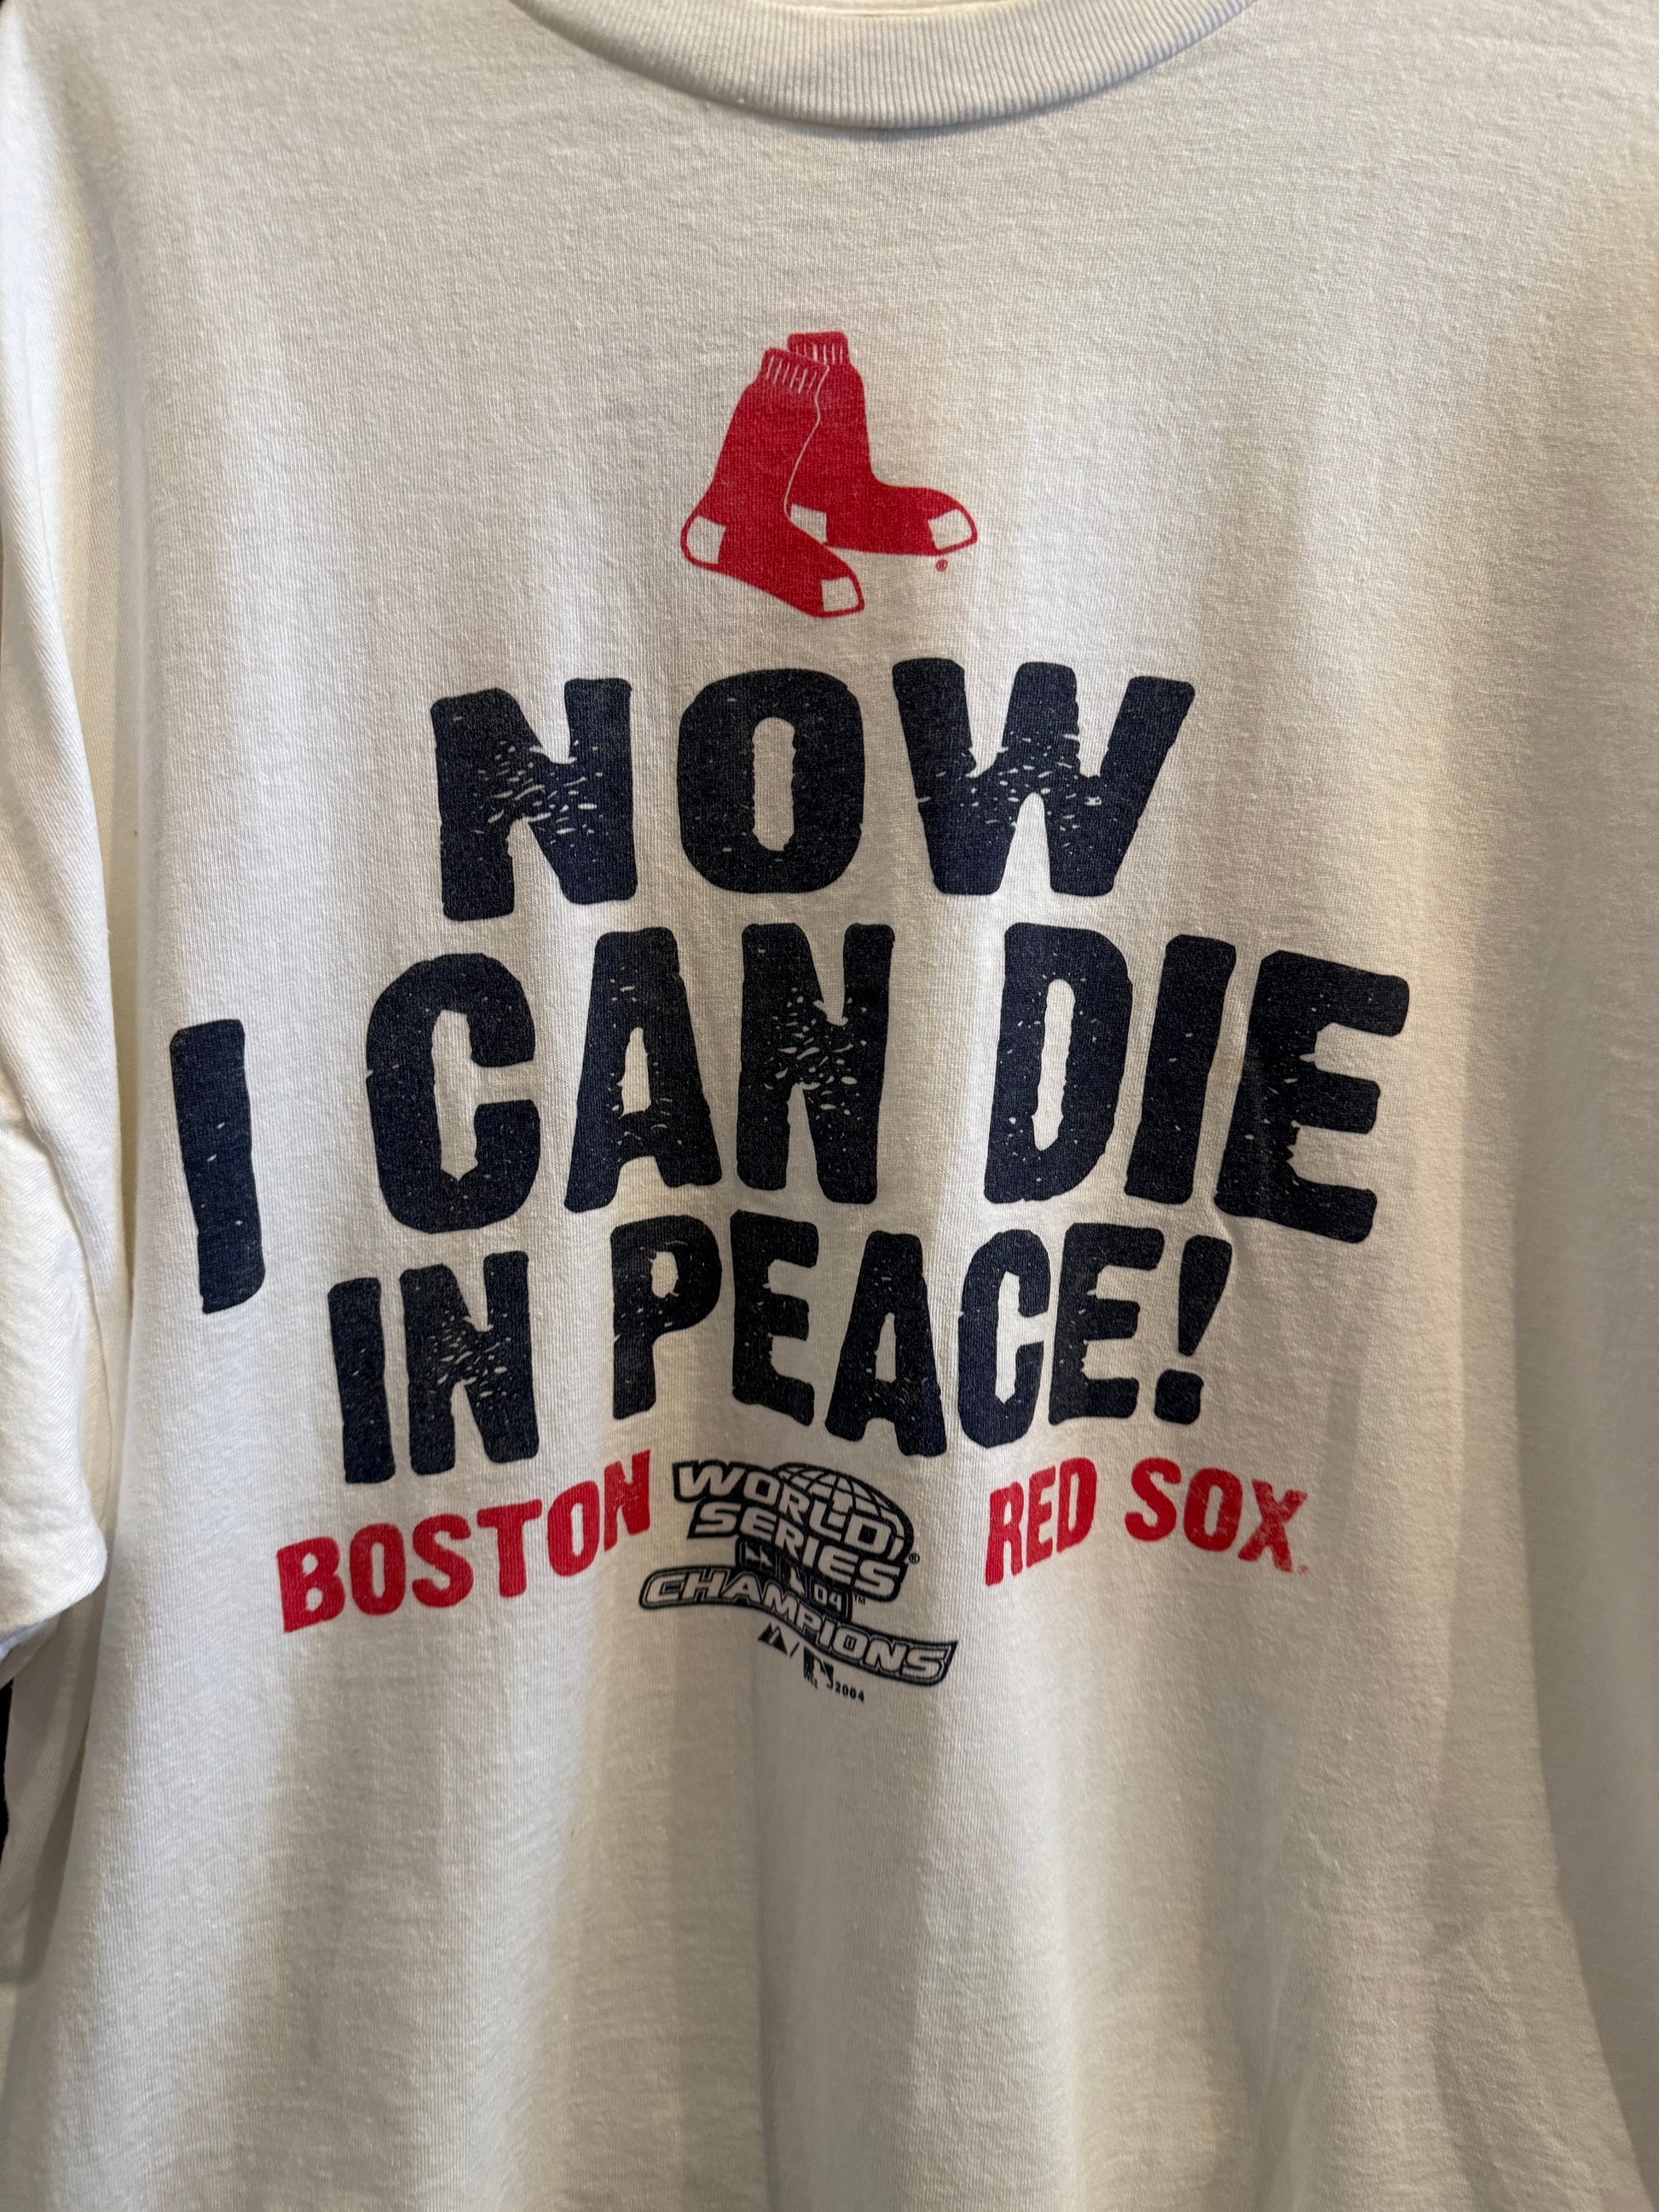 NOW
I CAN DIE
IN PEACE!
BOSTON RED SOX
WORLD
SERIES
04
CHAMPIONS
2004